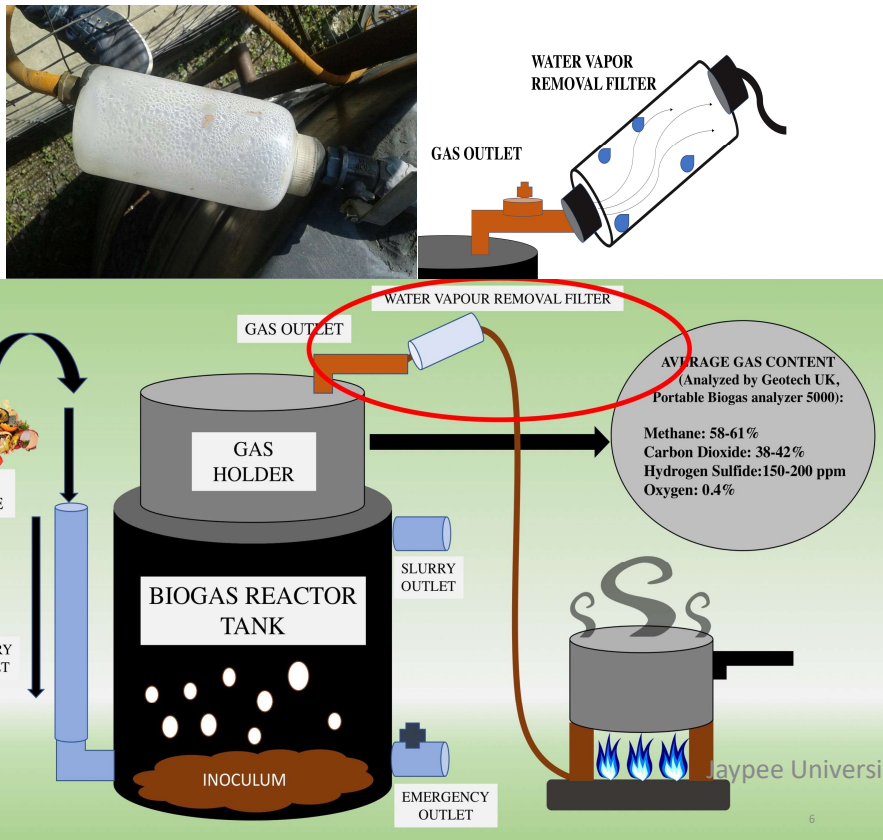 WATER VAPOR
REMOVAL FILTER
GAS OUTLET
WATER VAPOUR REMOVAL FILTER
GAS OUTLET
AVERAGE GAS CONTENT
(Analyzed by Geotech UK,
Portable Biogas analyzer 5000):
Methane: 58-61%
Carbon Dioxide: 38-42%
Hydrogen Sulfide:150-200 ppm
Oxygen: 0.4%
GAS
HOLDER
SLURRY
OUTLET
BIOGAS REACTOR
TANK
INOCULUM
EMERGENCY
OUTLET
Jaypee Universi
6